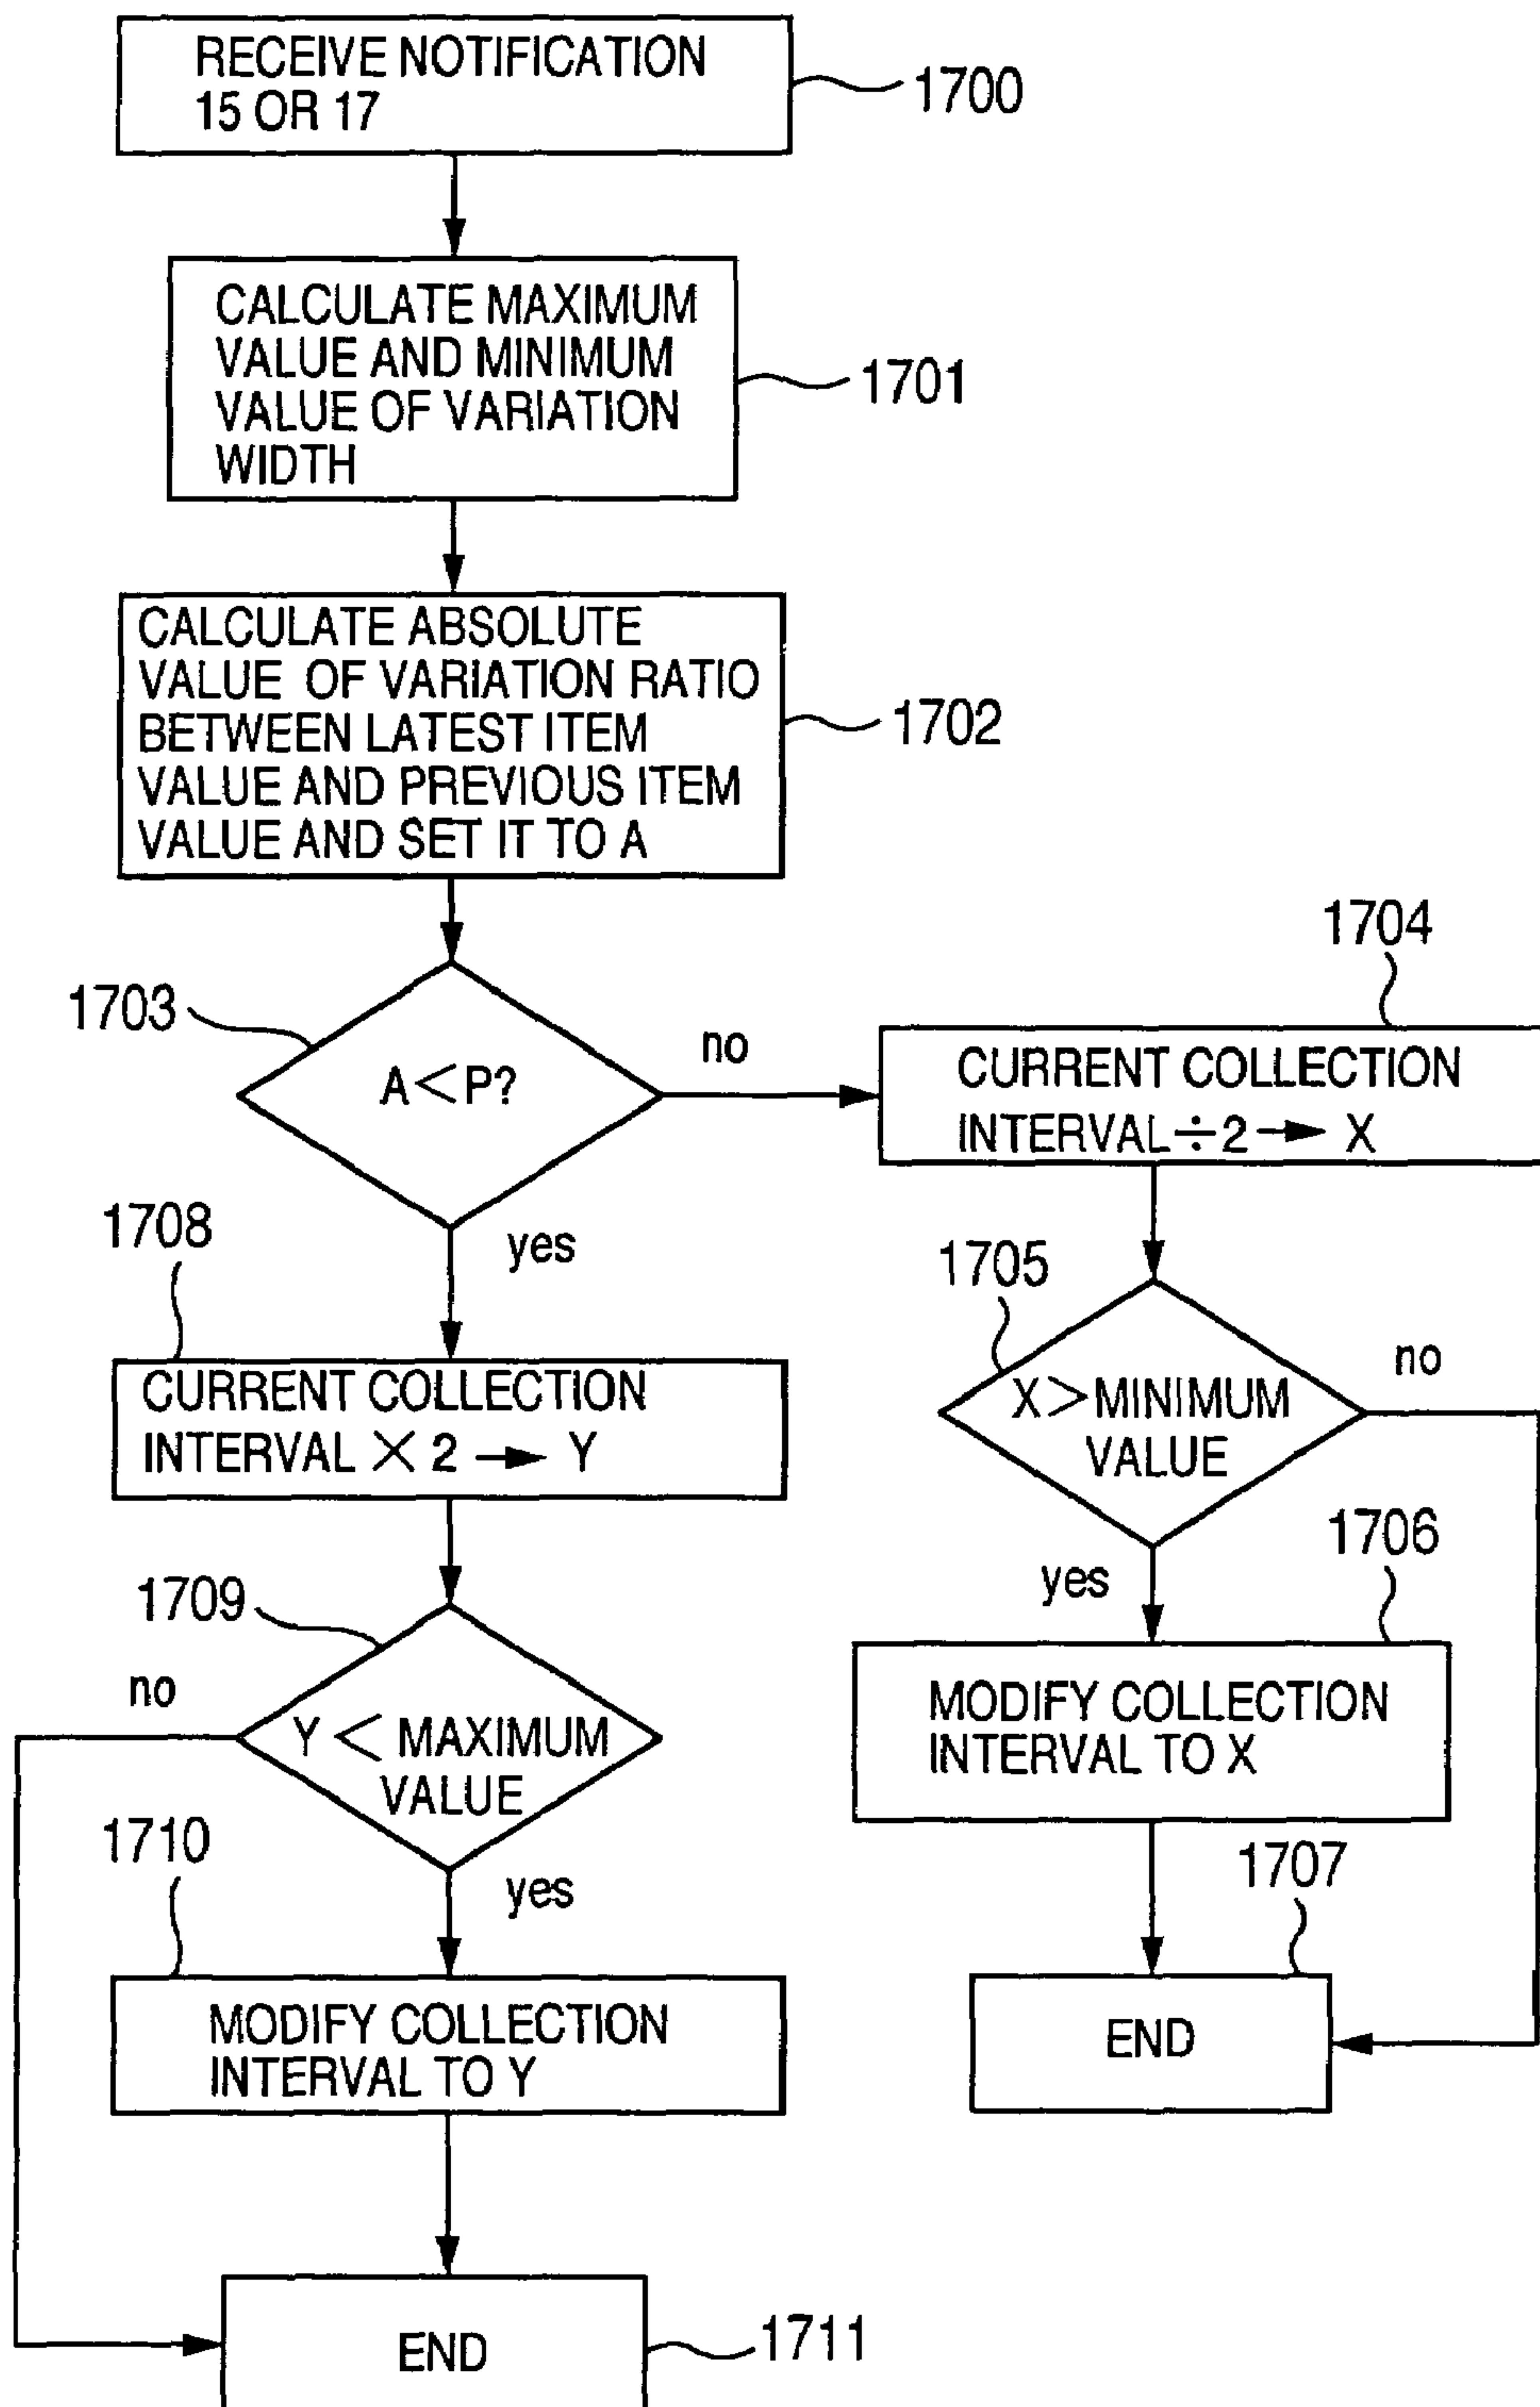 RECEIVE NOTIFICATION
15 OR 17
1700
CALCULATE MAXIMUM
VALUE AND MINIMUM
VALUE OF VARIATION
WIDTH
1701
CALCULATE ABSOLUTE
VALUE OF VARIATION RATIO
BETWEEN LATEST ITEM
VALUE AND PREVIOUS ITEM
VALUE AND SET IT TO A
1702
1703
A<P?
no
yes
1704
CURRENT COLLECTION
INTERVAL ÷ 2 → X
1705
X > MINIMUM
VALUE
no
yes
1706
MODIFY COLLECTION
INTERVAL TO X
1707
END
1708
CURRENT COLLECTION
INTERVAL × 2 → Y
1709
no
Y < MAXIMUM
VALUE
yes
1710
MODIFY COLLECTION
INTERVAL TO Y
END
1711